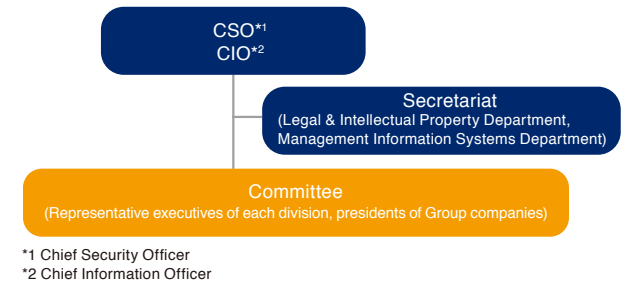 CSO*1
CIO*2
Secretariat
(Legal & Intellectual Property Department,
Management Information Systems Department)
Committee
(Representative executives of each division, presidents of Group companies)
*1 Chief Security Officer
*2 Chief Information Officer